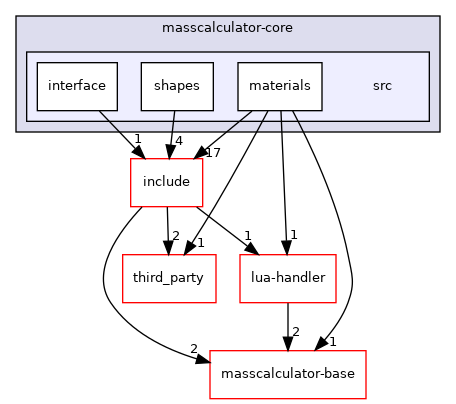 masscalculator-core
interface
shapes
materials
src
1
4
17
include
2
1
1
1
third_party
lua-handler
2
2
1
masscalculator-base